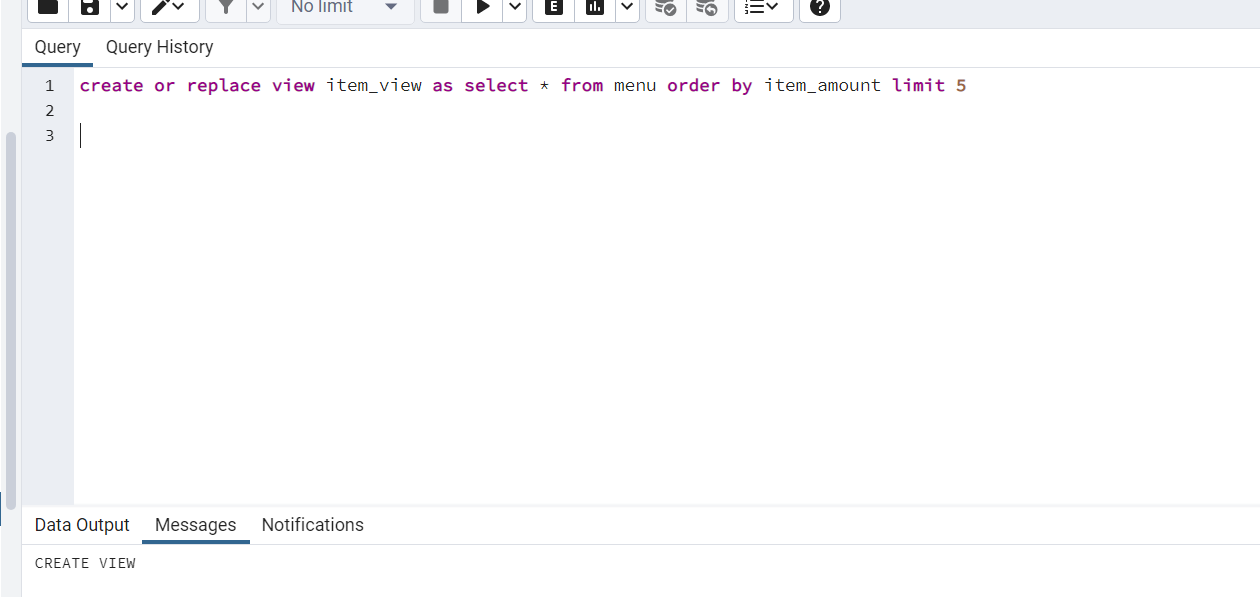 No limit
E
Query Query History
1 create or replace view item_view as select * from menu order by item_amount limit 5
2
3
Data Output Messages Notifications
CREATE VIEW